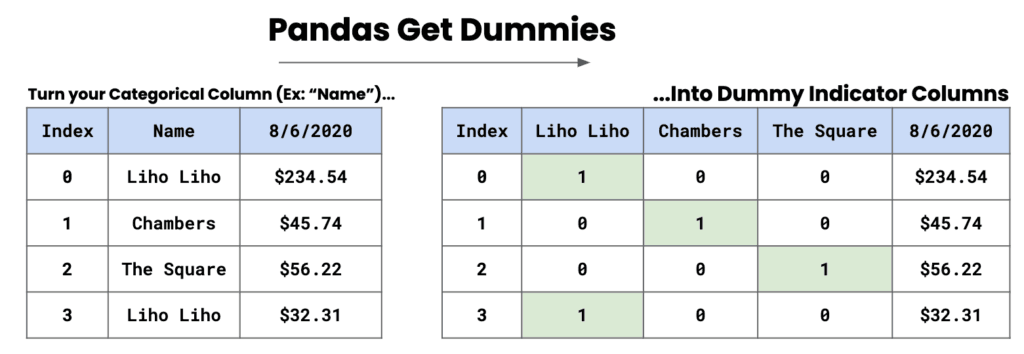 Pandas Get Dummies
Turn your Categorical Column (Ex: “Name”)...
Index Name 8/6/2020
0 Liho Liho $234.54
1 Chambers $45.74
2 The Square $56.22
3 Liho Liho $32.31
...Into Dummy Indicator Columns
Index Liho Liho Chambers The Square 8/6/2020
0 1 0 0 $234.54
1 0 1 0 $45.74
2 0 0 1 $56.22
3 1 0 0 $32.31